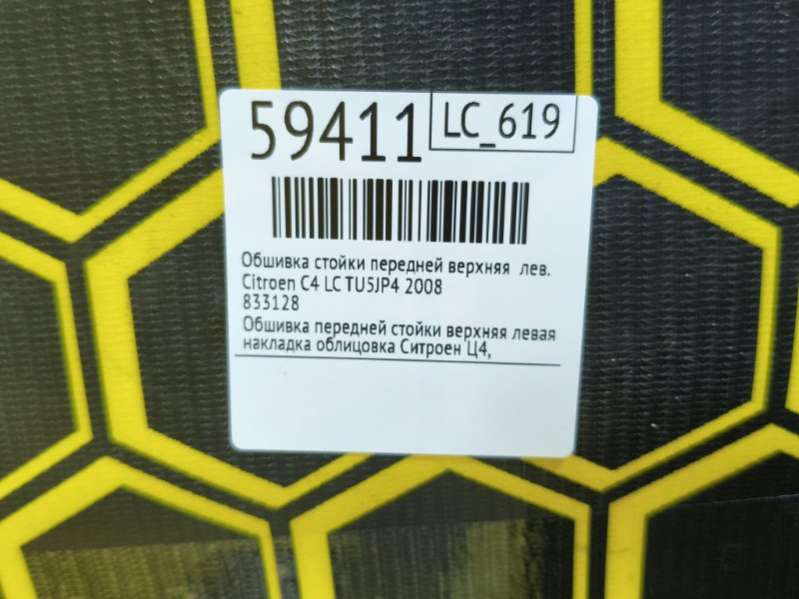 59411 LC_619
Обшивка стойки передней верхняя лев.
Citroen C4 LC TU5JP4 2008
833128
Обшивка передней стойки верхняя левая
накладка облицовка Ситроен Ц4,